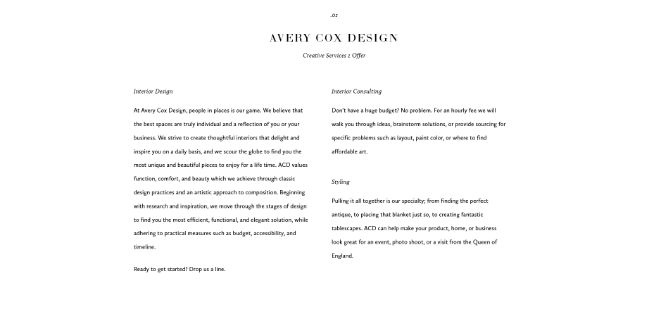 .01
AVERY COX DESIGN
Creative Services I Offer
Interior Design
At Avery Cox Design, people in places is our game. We believe that
the best spaces are truly individual and a reflection of you or your
business. We strive to create thoughtful interiors that delight and
inspire you on a daily basis, and we scour the globe to find you the
most unique and beautiful pieces to enjoy for a life time. ACD values
function, comfort, and beauty which we achieve through classic
design practices and an artistic approach to composition. Beginning
with research and inspiration, we move through the stages of design
to find you the most efficient, functional, and elegant solution, while
adhering to practical measures such as budget, accessibility, and
timeline.
Ready to get started? Drop us a line.
Interior Consulting
Don't have a huge budget? No problem. For an hourly fee we will
walk you through ideas, brainstorm solutions, or provide sourcing for
specific problems such as layout, paint color, or where to find
affordable art.
Styling
Pulling it all together is our specialty; from finding the perfect
antique, to placing that blanket just so, to creating fantastic
tablescapes. ACD can help make your product, home, or business
look great for an event, photo shoot, or a visit from the Queen of
England.